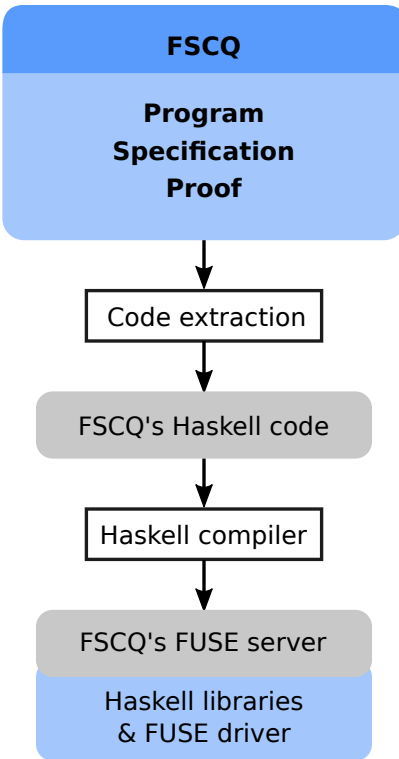 FSCQ
Program
Specification
Proof
Code extraction
FSCQ's Haskell code
Haskell compiler
FSCQ's FUSE server
Haskell libraries
& FUSE driver